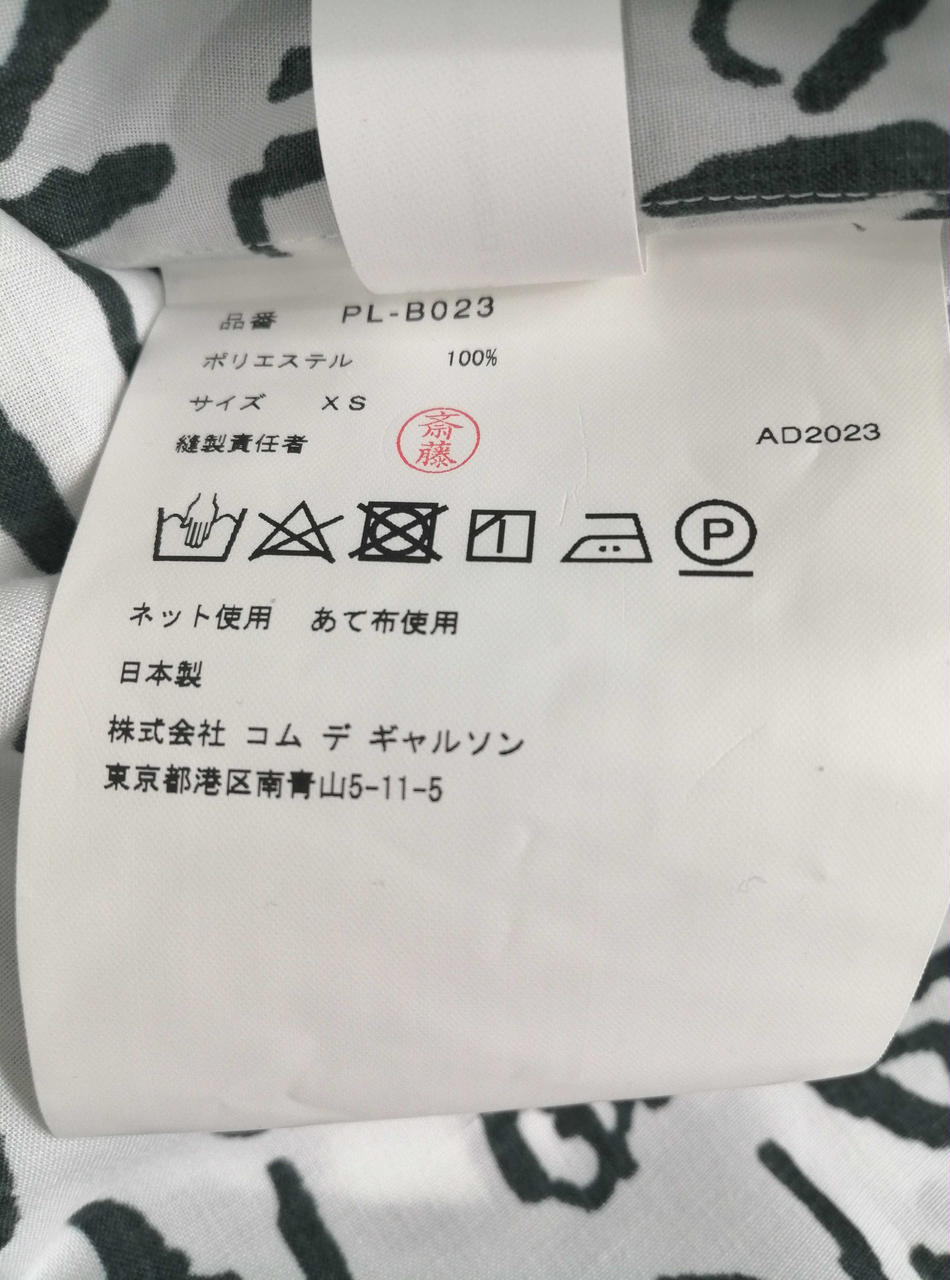 品番 PL-B023
ポリエステル 100%
サイズ XS
縫製責任者 斎藤 AD2023
P
ネット使用 あて布使用
日本製
株式会社 コム デ ギャルソン
東京都港区南青山5-11-5